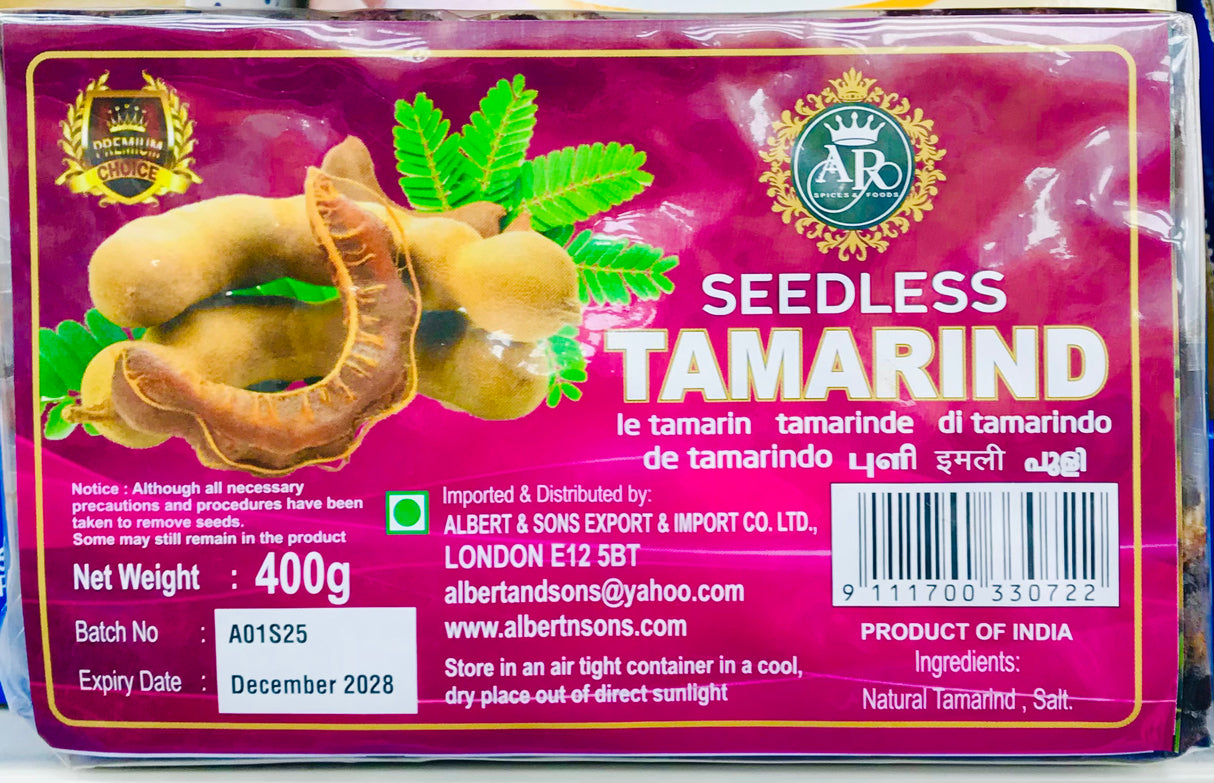 PREMIUM
CHOICE
AR
SPICES & FOODS
SEEDLESS
TAMARIND
le tamarin tamarinde di tamarindo
de tamarindo புளி इमली പുളി
Notice : Although all necessary
precautions and procedures have been
taken to remove seeds.
Some may still remain in the product
Net Weight : 400g
Batch No : A01S25
Expiry Date : December 2028
Imported & Distributed by:
ALBERT & SONS EXPORT & IMPORT CO. LTD.,
LONDON E12 5BT
albertandsons@yahoo.com
www.albertnsons.com
Store in an air tight container in a cool,
dry place out of direct sunlight
9 111700 330722
PRODUCT OF INDIA
Ingredients:
Natural Tamarind , Salt.